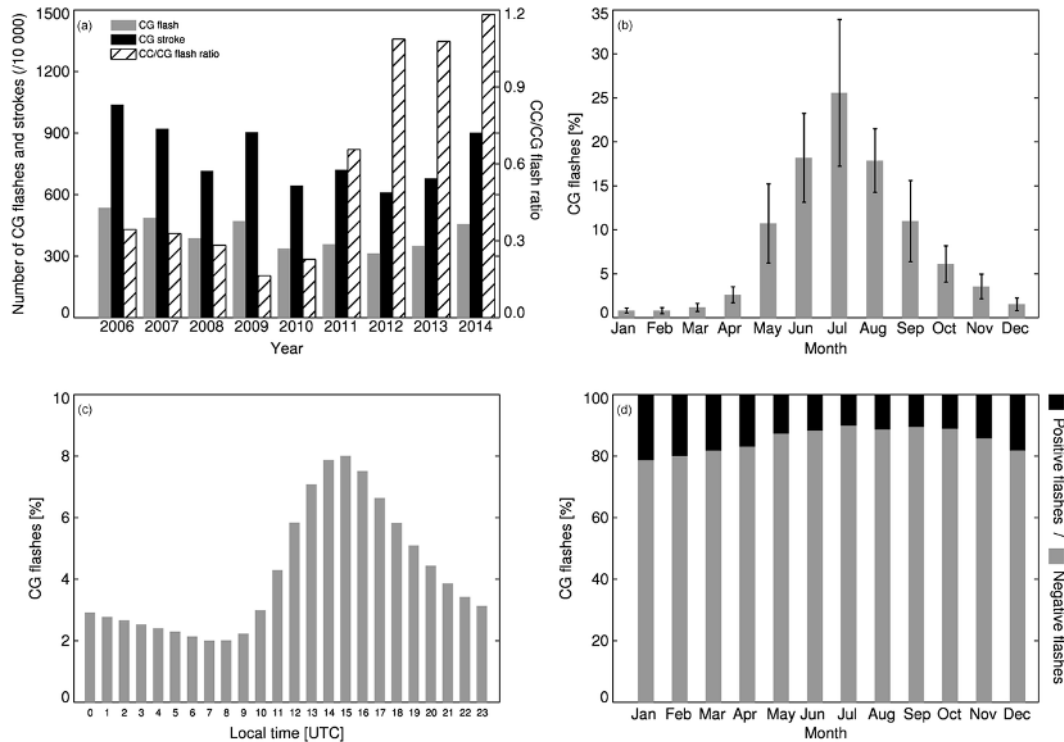 (a)
CG flash
CG stroke
CC/CG flash ratio
Number of CG flashes and strokes (/10 000)
1500
1200
900
600
300
0
1.2
0.9
0.6
0.3
0.0
CC/CG flash ratio
2006 2007 2008 2009 2010 2011 2012 2013 2014
Year
(b)
CG flashes [%]
35
30
25
20
15
10
5
0
Jan Feb Mar Apr May Jun Jul Aug Sep Oct Nov Dec
Month
(c)
CG flashes [%]
10
8
6
4
2
0
0 1 2 3 4 5 6 7 8 9 10 11 12 13 14 15 16 17 18 19 20 21 22 23
Local time [UTC]
(d)
CG flashes [%]
100
80
60
40
20
0
Jan Feb Mar Apr May Jun Jul Aug Sep Oct Nov Dec
Month
Positive flashes / Negative flashes